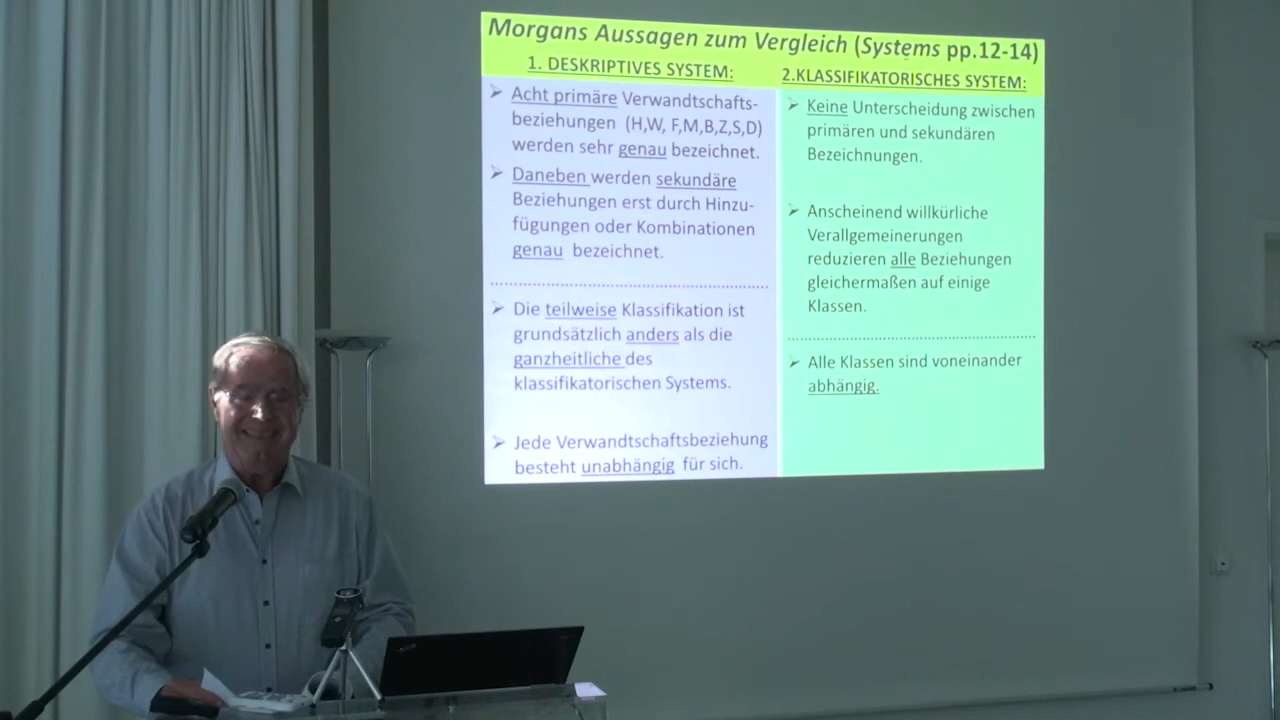 Morgans Aussagen zum Vergleich (Systems pp.12-14)
1. DESKRIPTIVES SYSTEM:
➢ Acht primäre Verwandtschafts-
beziehungen (H,W, F,M,B,Z,S,D)
werden sehr genau bezeichnet.
➢ Daneben werden sekundäre
Beziehungen erst durch Hinzu-
fügungen oder Kombinationen
genau bezeichnet.
➢ Die teilweise Klassifikation ist
grundsätzlich anders als die
ganzheitliche des
klassifikatorischen Systems.
➢ Jede Verwandtschaftsbeziehung
besteht unabhängig für sich.
2.KLASSIFIKATORISCHES SYSTEM:
➢ Keine Unterscheidung zwischen
primären und sekundären
Bezeichnungen.
➢ Anscheinend willkürliche
Verallgemeinerungen
reduzieren alle Beziehungen
gleichermaßen auf einige
Klassen.
➢ Alle Klassen sind voneinander
abhängig.